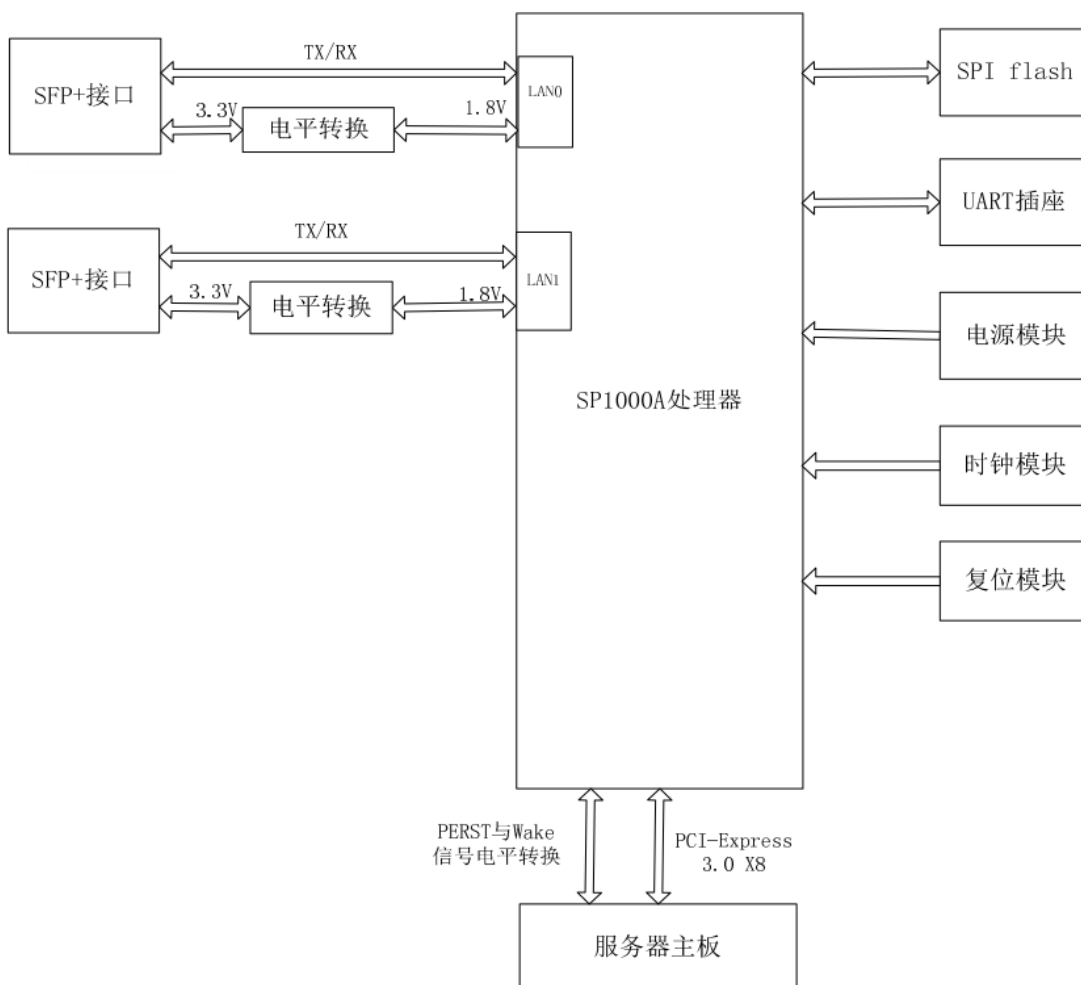 TX/RX
SFP+接口
3.3V
电平转换
1.8V
LAN0
SPI flash
UART插座
TX/RX
SFP+接口
3.3V
电平转换
1.8V
LAN1
电源模块
SP1000A处理器
时钟模块
复位模块
PERST与Wake
信号电平转换
PCI-Express
3.0 X8
服务器主板